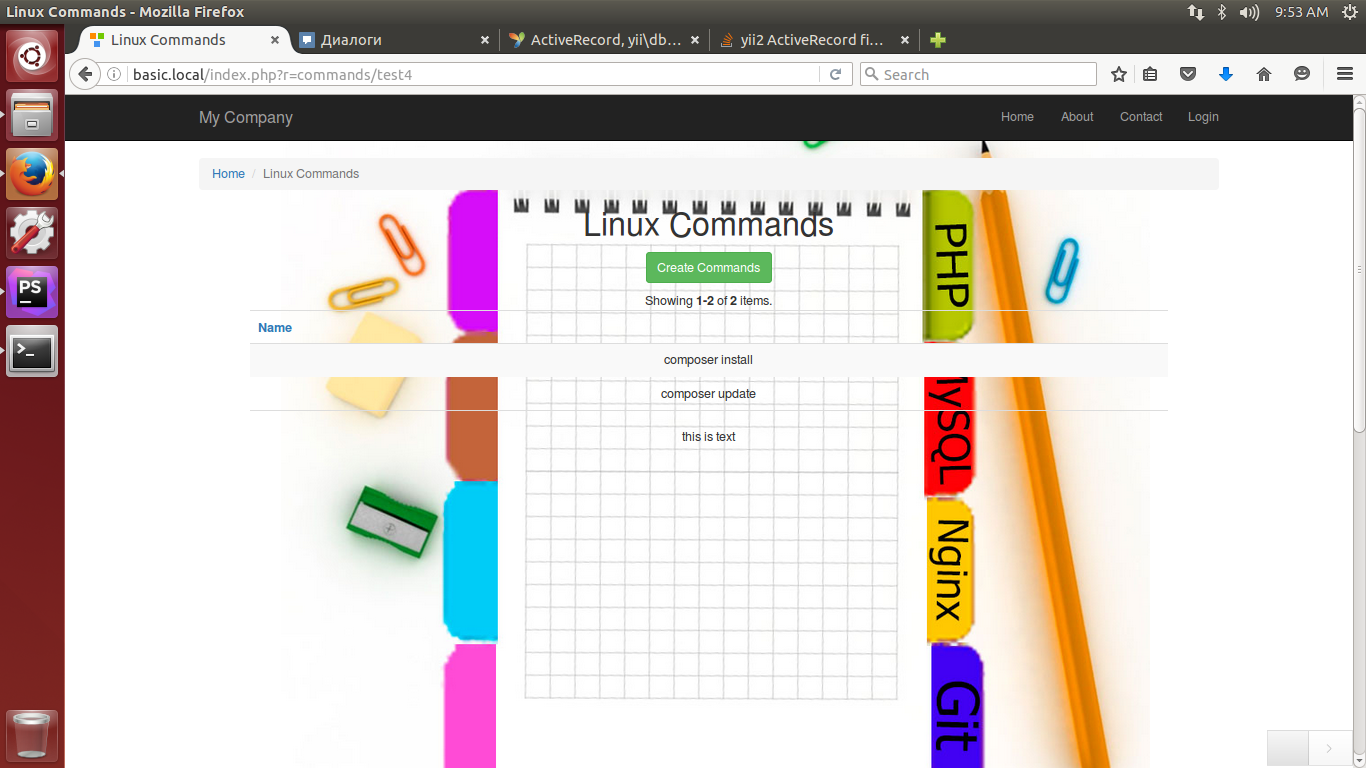 Linux Commands - Mozilla Firefox
9:53 AM
Linux Commands
Диалоги
ActiveRecord, yii\db...
yii2 ActiveRecord fi...
basic.local/index.php?r=commands/test4
Search
My Company
Home
About
Contact
Login
Home / Linux Commands
Linux Commands
Create Commands
Showing 1-2 of 2 items.
Name
composer install
composer update
this is text
PHP
MySQL
Nginx
Git
PS
>_